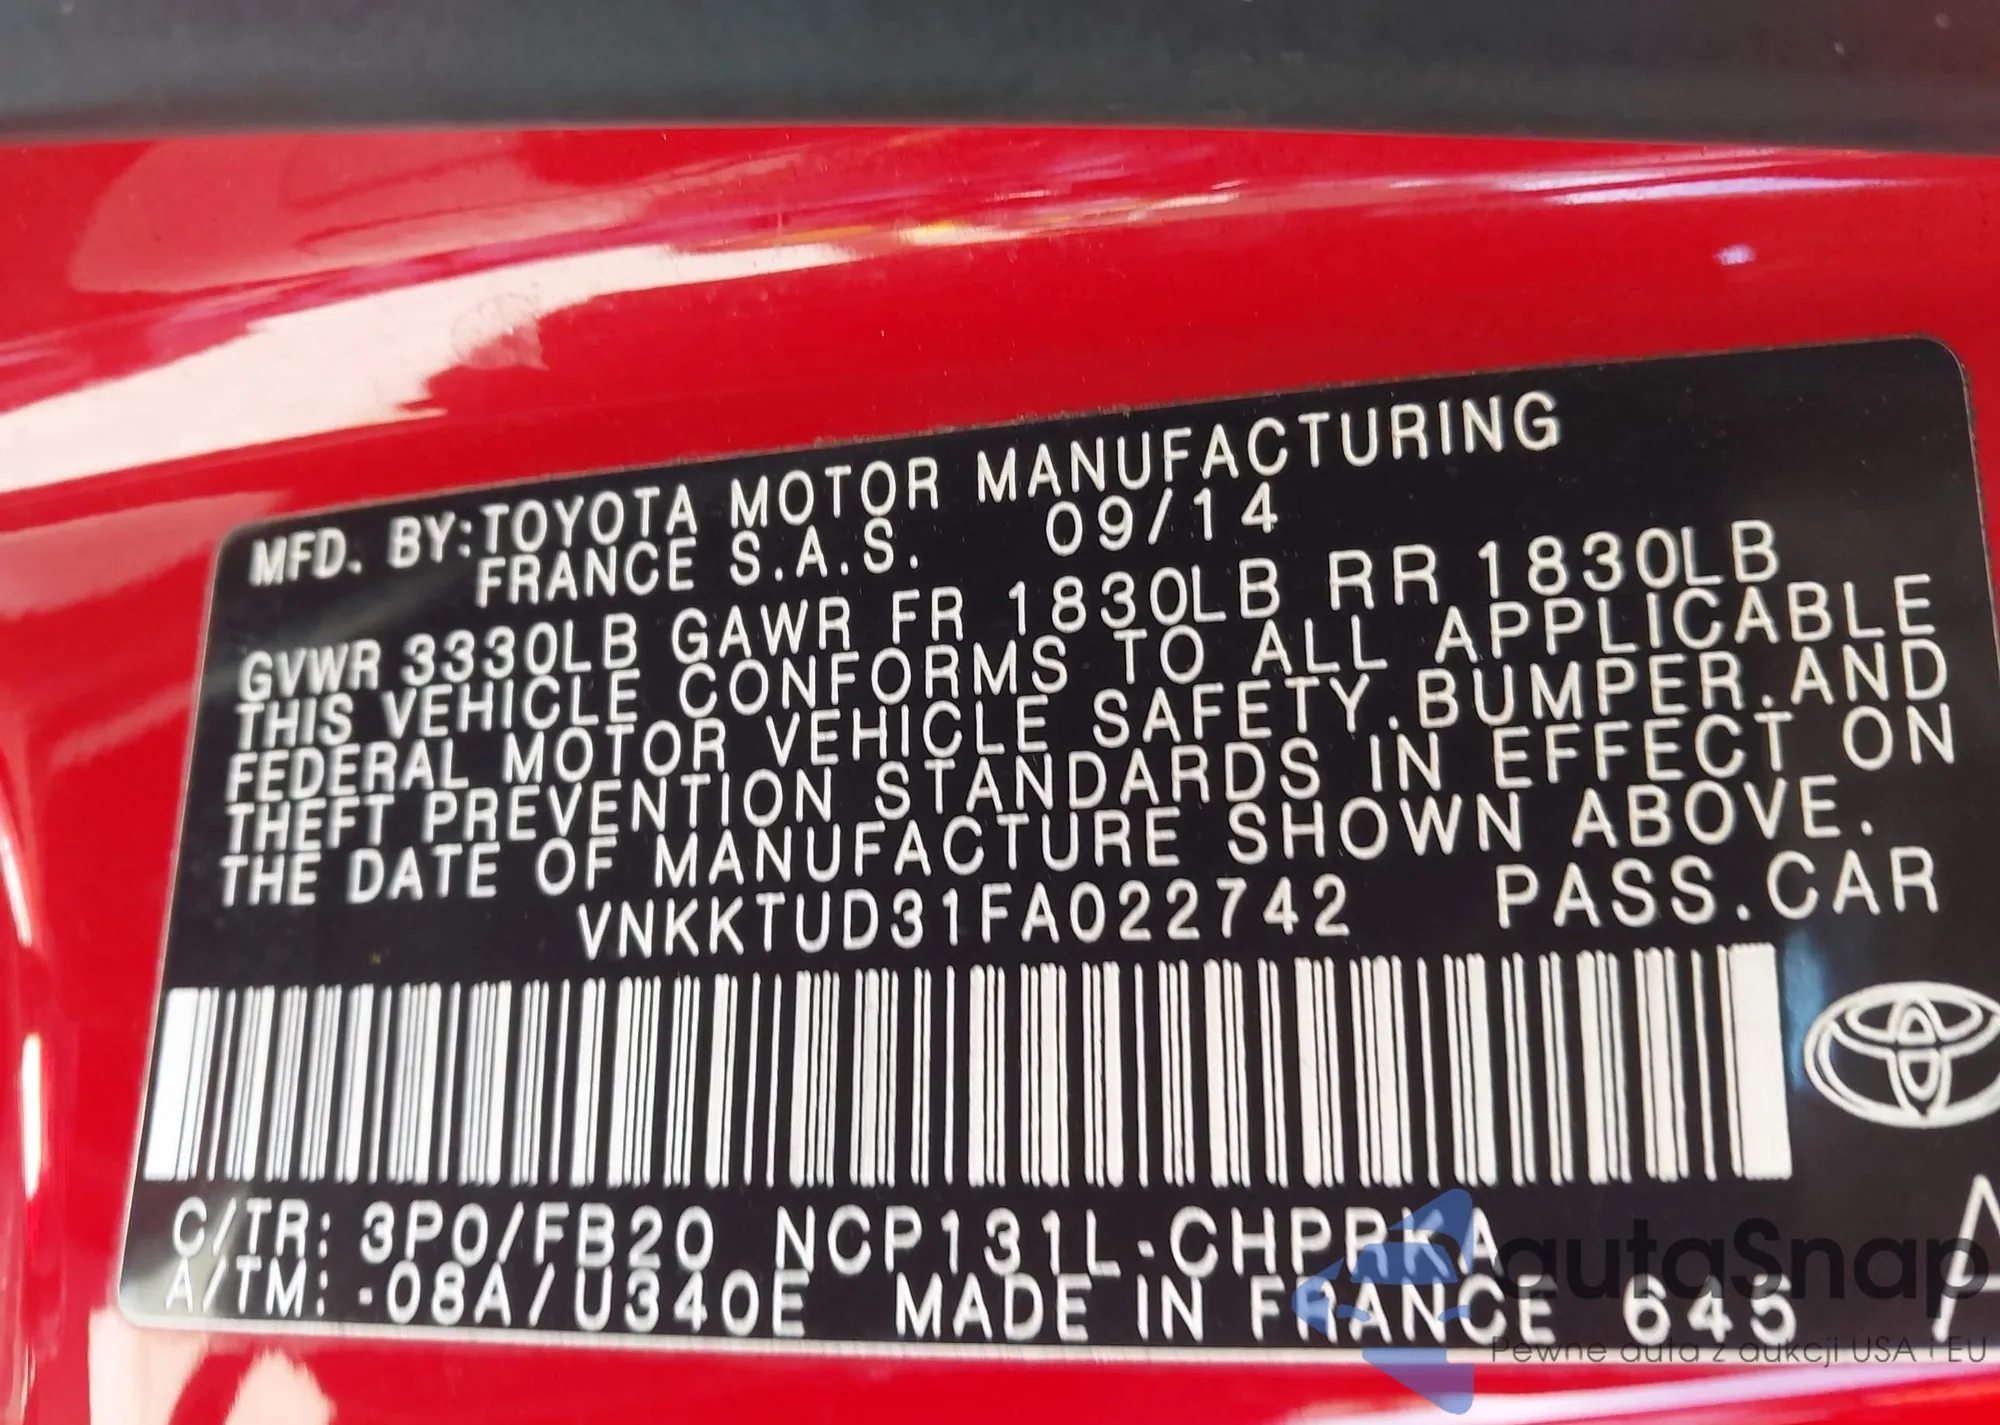 MFD. BY:TOYOTA MOTOR MANUFACTURING
FRANCE S.A.S. 09/14
GVWR 3330LB GAWR FR 1830LB RR 1830LB
THIS VEHICLE CONFORMS TO ALL APPLICABLE
FEDERAL MOTOR VEHICLE SAFETY.BUMPER.AND
THEFT PREVENTION STANDARDS IN EFFECT ON
THE DATE OF MANUFACTURE SHOWN ABOVE.
VNKKTUD31FA022742 PASS.CAR
C/TR: 3P0/FB20 NCP131L-CHPRKA
A/TM: -08A/U340E MADE IN FRANCE 645
autaSnap
Pewne auta z aukcji USA i EU